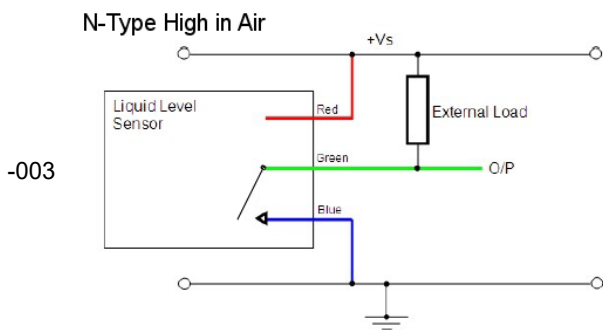 N-Type High in Air
+Vs
Liquid Level
Sensor
Red
External Load
-003
Green
O/P
Blue